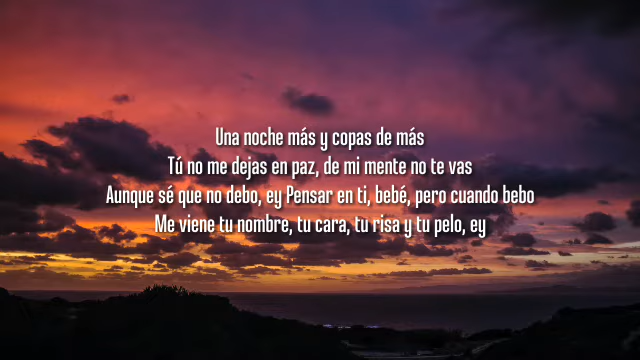 Una noche más y copas de más
Tú no me dejas en paz, de mi mente no te vas
Aunque sé que no debo, ey Pensar en ti, bebé, pero cuando bebo
Me viene tu nombre, tu cara, tu risa y tu pelo, ey